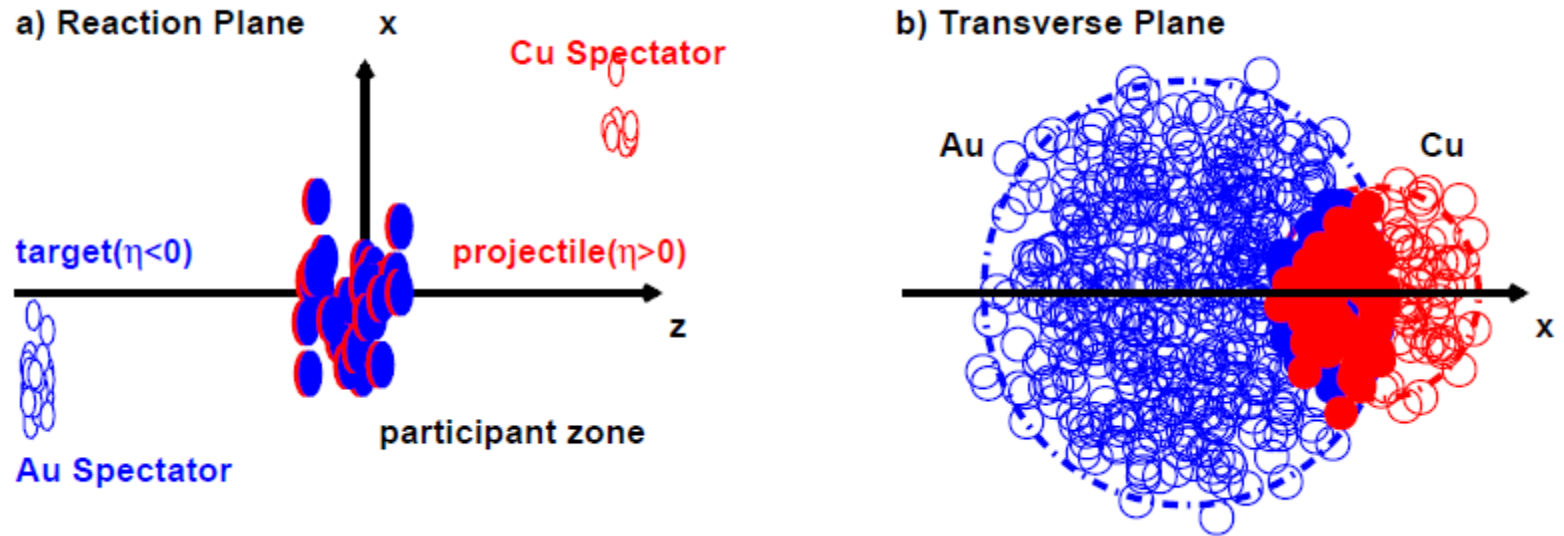 a) Reaction Plane
x
Cu Spectator
target(η<0)
projectile(η>0)
z
participant zone
Au Spectator
b) Transverse Plane
Au
Cu
x